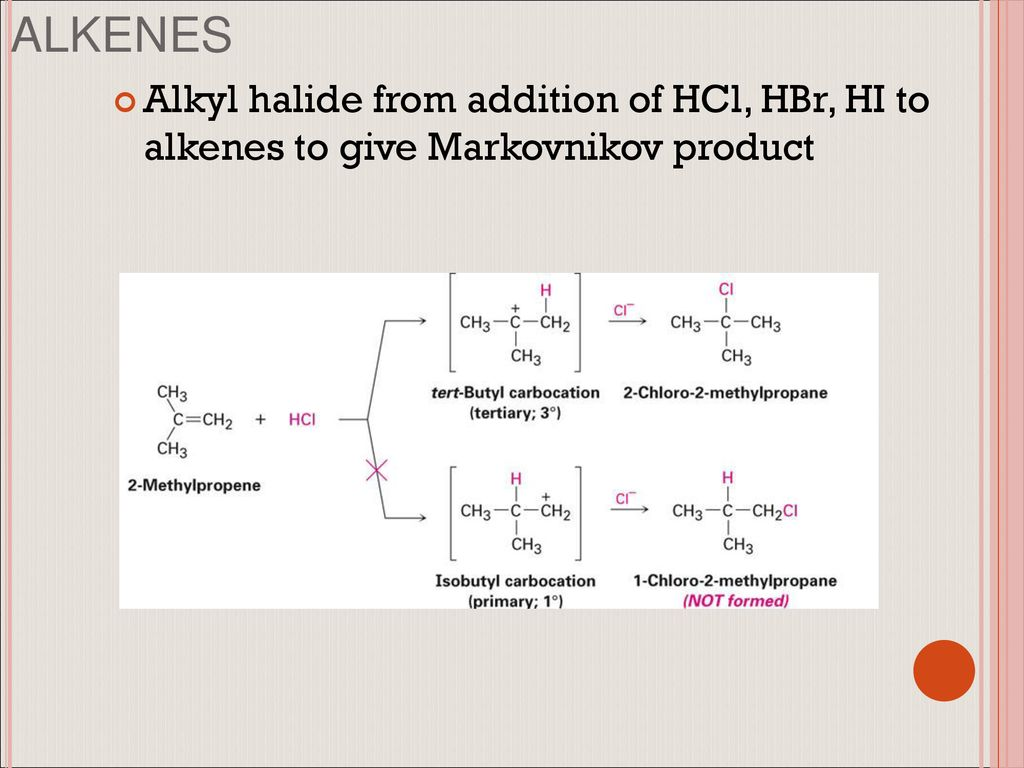 ALKENES
Alkyl halide from addition of HCl, HBr, HI to
alkenes to give Markovnikov product
H
Cl
CH₃—C⁺—CH₂
Cl⁻
CH₃—C—CH₃
CH₃
CH₃
tert-Butyl carbocation
(tertiary; 3°)
2-Chloro-2-methylpropane
CH₃
C=CH₂ + HCl
CH₃
2-Methylpropene
H
H
CH₃—C—CH₂⁺
Cl⁻
CH₃—C—CH₂Cl
CH₃
CH₃
Isobutyl carbocation
(primary; 1°)
1-Chloro-2-methylpropane
(NOT formed)